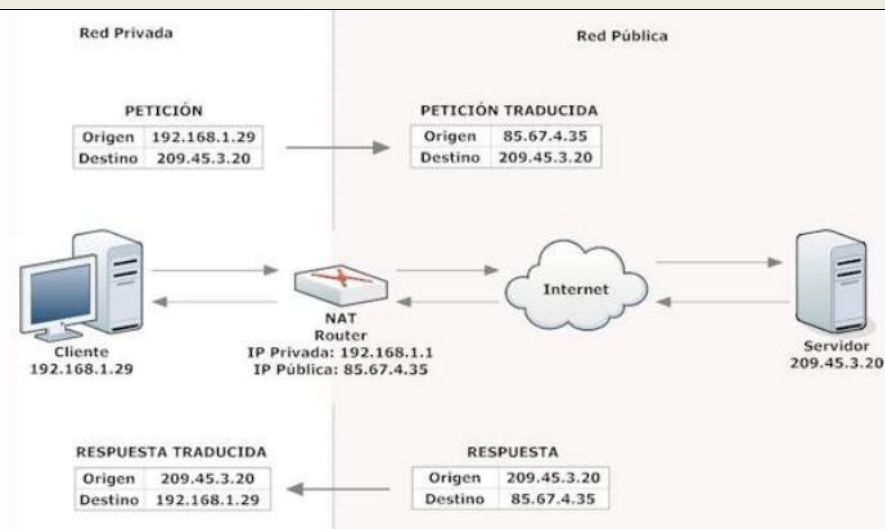 Red Privada
Red Pública
PETICIÓN
Origen 192.168.1.29
Destino 209.45.3.20
PETICIÓN TRADUCIDA
Origen 85.67.4.35
Destino 209.45.3.20
Cliente
192.168.1.29
NAT
Router
IP Privada: 192.168.1.1
IP Pública: 85.67.4.35
Internet
Servidor
209.45.3.20
RESPUESTA TRADUCIDA
Origen 209.45.3.20
Destino 192.168.1.29
RESPUESTA
Origen 209.45.3.20
Destino 85.67.4.35